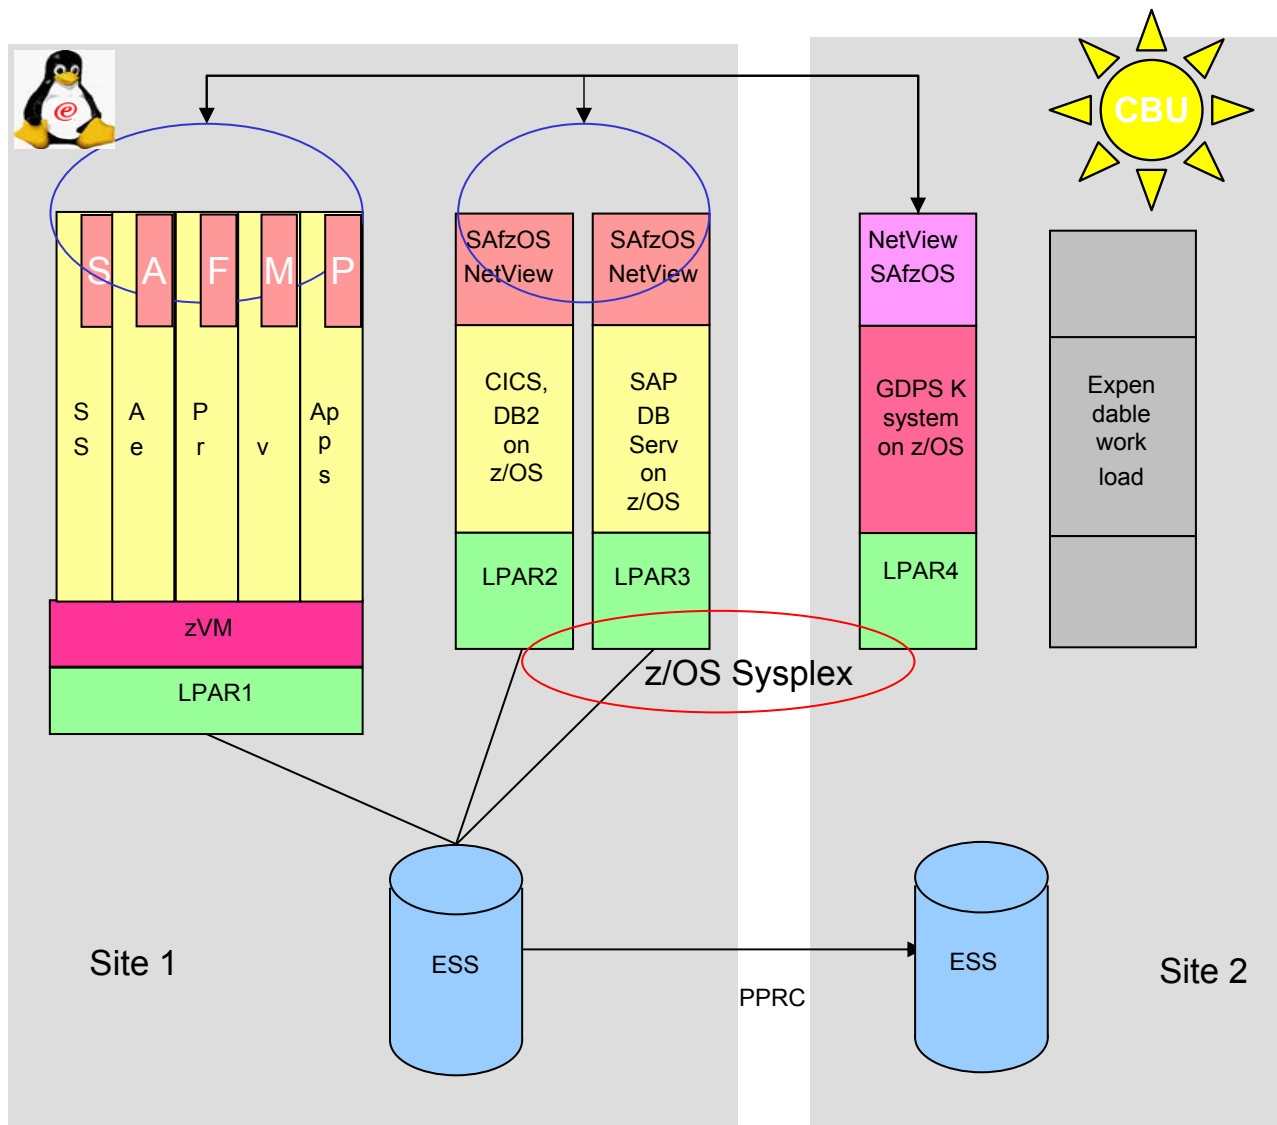 e
CBU
S A F M P
S A P Ap
S e r v p
s
zVM
LPAR1
SAfzOS
NetView
CICS,
DB2
on
z/OS
LPAR2
SAfzOS
NetView
SAP
DB
Serv
on
z/OS
LPAR3
NetView
SAfzOS
GDPS K
system
on z/OS
LPAR4
Expen
dable
work
load
z/OS Sysplex
ESS
ESS
Site 1
Site 2
PPRC